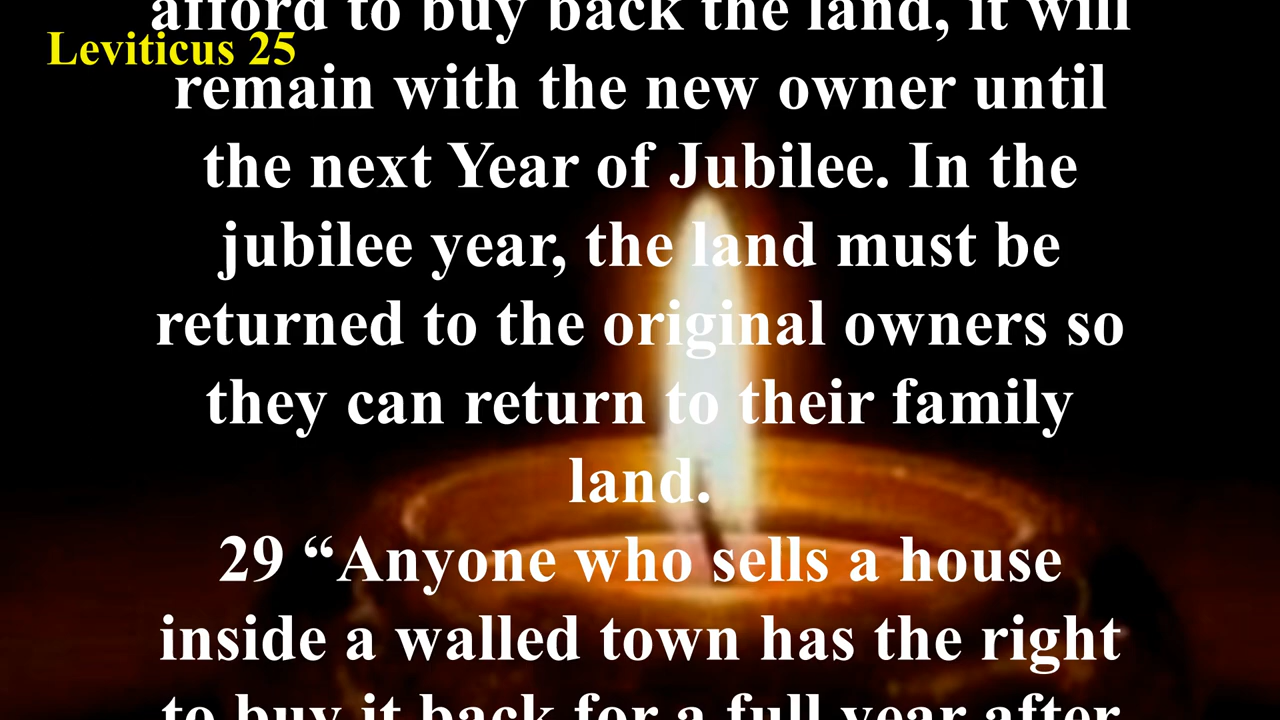 afford to buy back the land, it will
Leviticus 25
remain with the new owner until
the next Year of Jubilee. In the
jubilee year, the land must be
returned to the original owners so
they can return to their family
land.
29 “Anyone who sells a house
inside a walled town has the right
to buy it back for a full year after